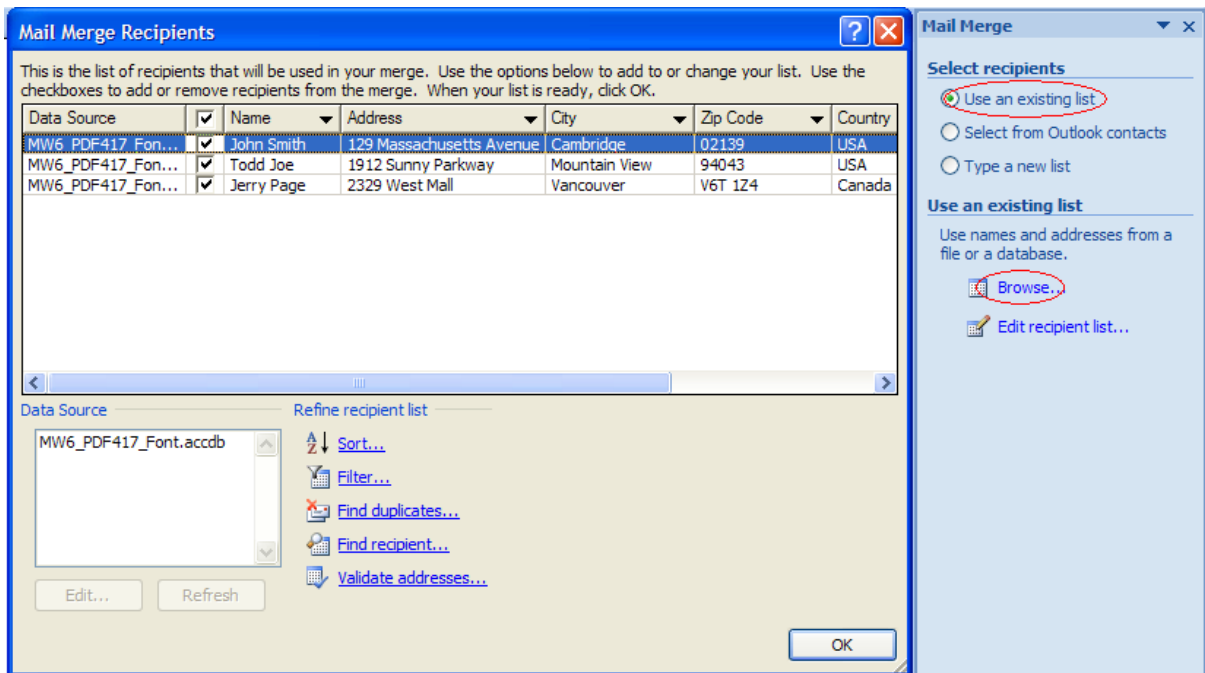 Mail Merge Recipients
This is the list of recipients that will be used in your merge. Use the options below to add to or change your list. Use the
checkboxes to add or remove recipients from the merge. When your list is ready, click OK.
Data Source Name Address City Zip Code Country
MW6_PDF417_Fon... John Smith 129 Massachusetts Avenue Cambridge 02139 USA
MW6_PDF417_Fon... Todd Joe 1912 Sunny Parkway Mountain View 94043 USA
MW6_PDF417_Fon... Jerry Page 2329 West Mall Vancouver V6T 1Z4 Canada
Data Source
MW6_PDF417_Font.accdb
Edit... Refresh
Refine recipient list
Sort...
Filter...
Find duplicates...
Find recipient...
Validate addresses...
OK
Mail Merge
Select recipients
Use an existing list
Select from Outlook contacts
Type a new list
Use an existing list
Use names and addresses from a
file or a database.
Browse...
Edit recipient list...